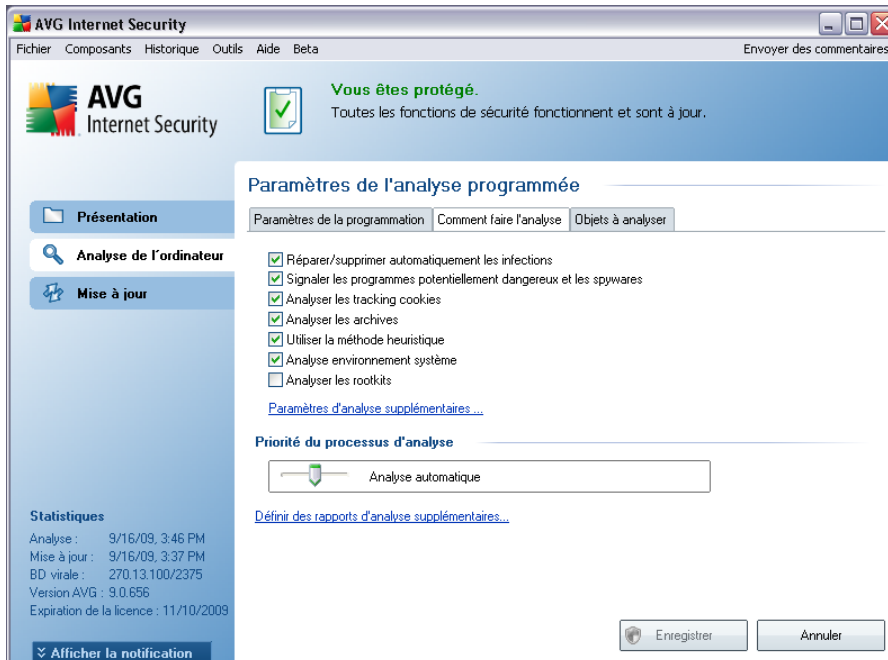 AVG Internet Security
Fichier Composants Historique Outils Aide Beta
Envoyer des commentaires
AVG
Internet Security
Vous êtes protégé.
Toutes les fonctions de sécurité fonctionnent et sont à jour.
Présentation
Analyse de l'ordinateur
Mise à jour
Paramètres de l'analyse programmée
Paramètres de la programmation
Comment faire l'analyse
Objets à analyser
Réparer/supprimer automatiquement les infections
Signaler les programmes potentiellement dangereux et les spywares
Analyser les tracking cookies
Analyser les archives
Utiliser la méthode heuristique
Analyse environnement système
Analyser les rootkits
Paramètres d'analyse supplémentaires ...
Priorité du processus d'analyse
Analyse automatique
Définir des rapports d'analyse supplémentaires...
Statistiques
Analyse : 9/16/09, 3:46 PM
Mise à jour : 9/16/09, 3:37 PM
BD virale : 270.13.100/2375
Version AVG : 9.0.656
Expiration de la licence : 11/10/2009
Afficher la notification
Enregistrer
Annuler